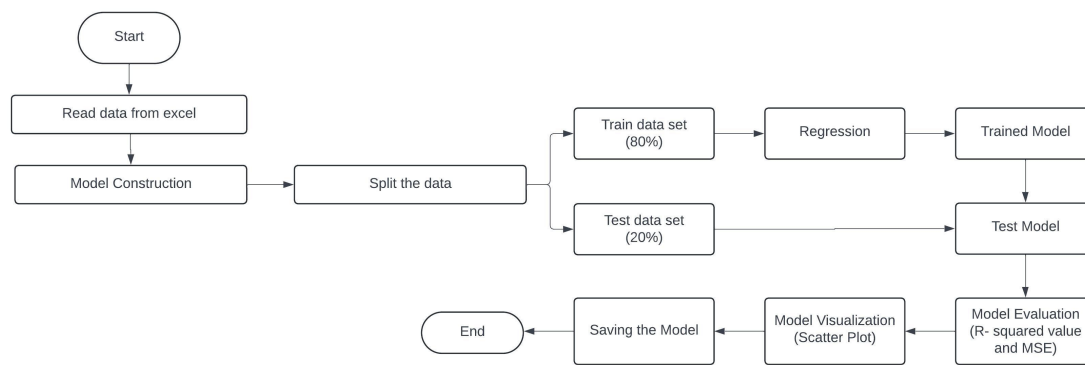 Start
Read data from excel
Model Construction
Split the data
Train data set
(80%)
Regression
Trained Model
Test data set
(20%)
Test Model
Model Evaluation
(R- squared value
and MSE)
Model Visualization
(Scatter Plot)
Saving the Model
End